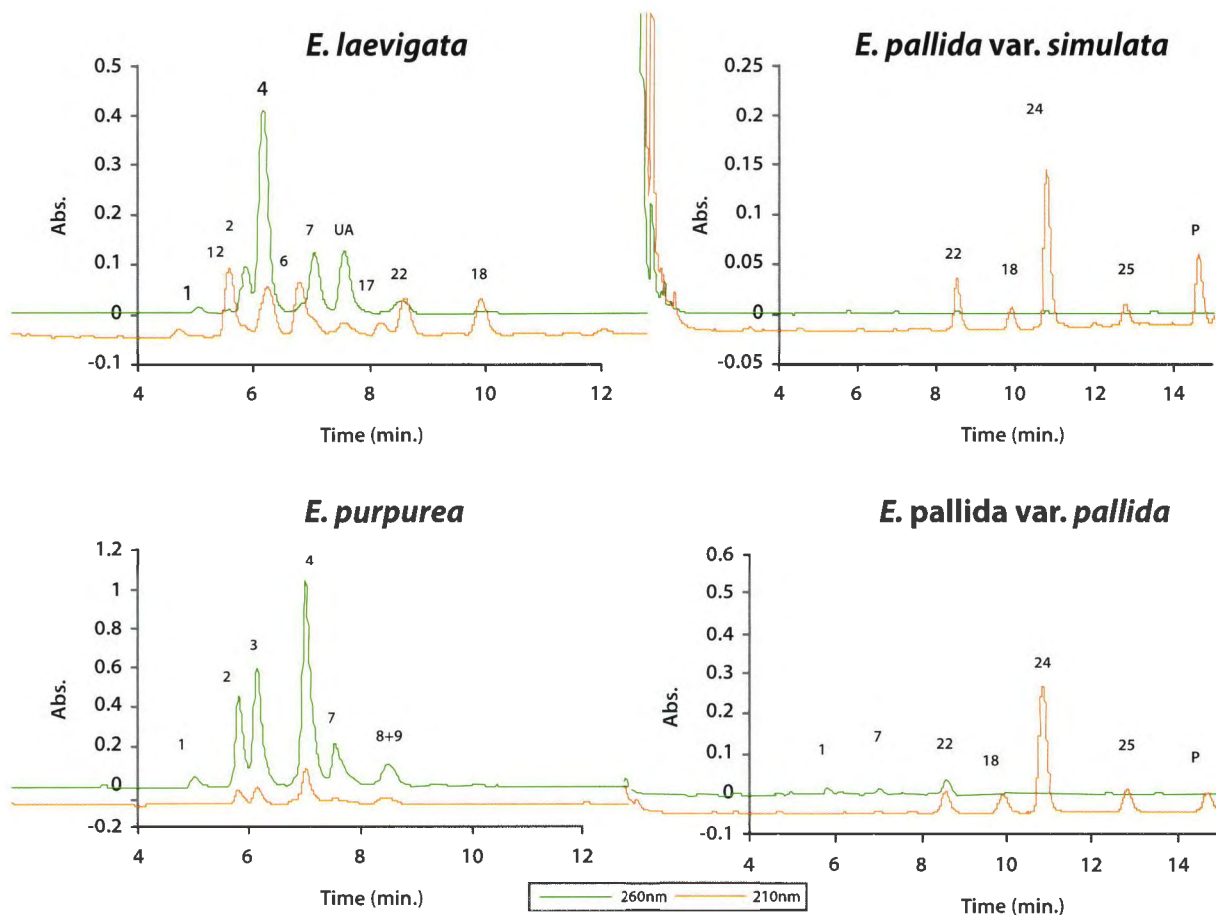 E. laevigata
0.5
0.4
0.3
0.2
0.1
0
-0.1
Abs.
4
2
12
1
6
7
UA
17
22
18
4 6 8 10 12
Time (min.)
E. pallida var. simulata
0.25
0.20
0.15
0.10
0.05
0
-0.05
Abs.
24
22
18
25
P
4 6 8 10 12 14
Time (min.)
E. purpurea
1.2
1
0.8
0.6
0.4
0.2
0
-0.2
Abs.
4
3
2
7
1
8+9
4 6 8 10 12
Time (min.)
E. pallida var. pallida
0.6
0.5
0.4
0.3
0.2
0.1
0
-0.1
Abs.
24
1
7
22
18
25
P
4 6 8 10 12 14
Time (min.)
260nm 210nm